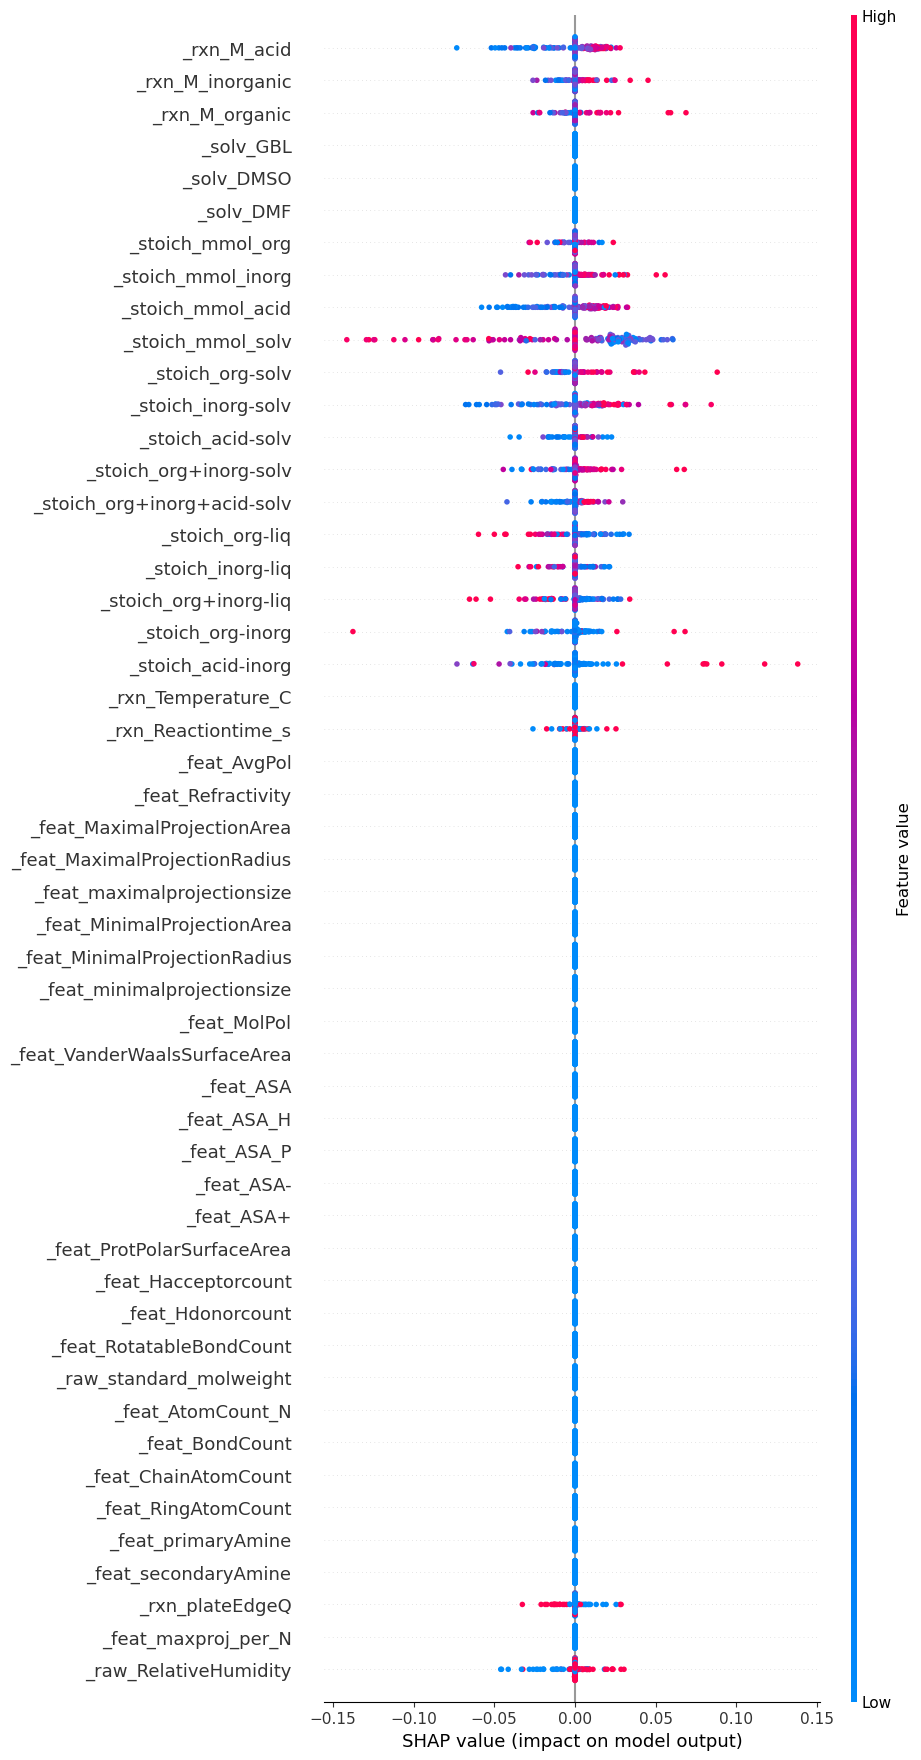 High
_rxn_M_acid
_rxn_M_inorganic
_rxn_M_organic
_solv_GBL
_solv_DMSO
_solv_DMF
_stoich_mmol_org
_stoich_mmol_inorg
_stoich_mmol_acid
_stoich_mmol_solv
_stoich_org-solv
_stoich_inorg-solv
_stoich_acid-solv
_stoich_org+inorg-solv
_stoich_org+inorg+acid-solv
_stoich_org-liq
_stoich_inorg-liq
_stoich_org+inorg-liq
_stoich_org-inorg
_stoich_acid-inorg
_rxn_Temperature_C
_rxn_Reactiontime_s
_feat_AvgPol
_feat_Refractivity
_feat_MaximalProjectionArea
_feat_MaximalProjectionRadius
_feat_maximalprojectionsize
_feat_MinimalProjectionArea
_feat_MinimalProjectionRadius
_feat_minimalprojectionsize
_feat_MolPol
_feat_VanderWaalsSurfaceArea
_feat_ASA
_feat_ASA_H
_feat_ASA_P
_feat_ASA-
_feat_ASA+
_feat_ProtPolarSurfaceArea
_feat_Hacceptorcount
_feat_Hdonorcount
_feat_RotatableBondCount
_raw_standard_molweight
_feat_AtomCount_N
_feat_BondCount
_feat_ChainAtomCount
_feat_RingAtomCount
_feat_primaryAmine
_feat_secondaryAmine
_rxn_plateEdgeQ
_feat_maxproj_per_N
_raw_RelativeHumidity
Feature value
Low
−0.15 −0.10 −0.05 0.00 0.05 0.10 0.15
SHAP value (impact on model output)